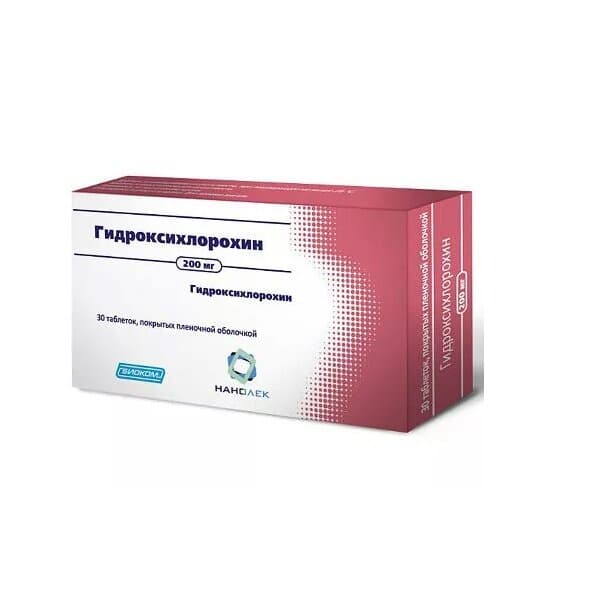 Гидроксихлорохин
200 мг
Гидроксихлорохин
30 таблеток, покрытых пленочной оболочкой
БИОКОМ
НАНОЛЕК
30 таблеток, покрытых пленочной оболочкой
Гидроксихлорохин
200 мг